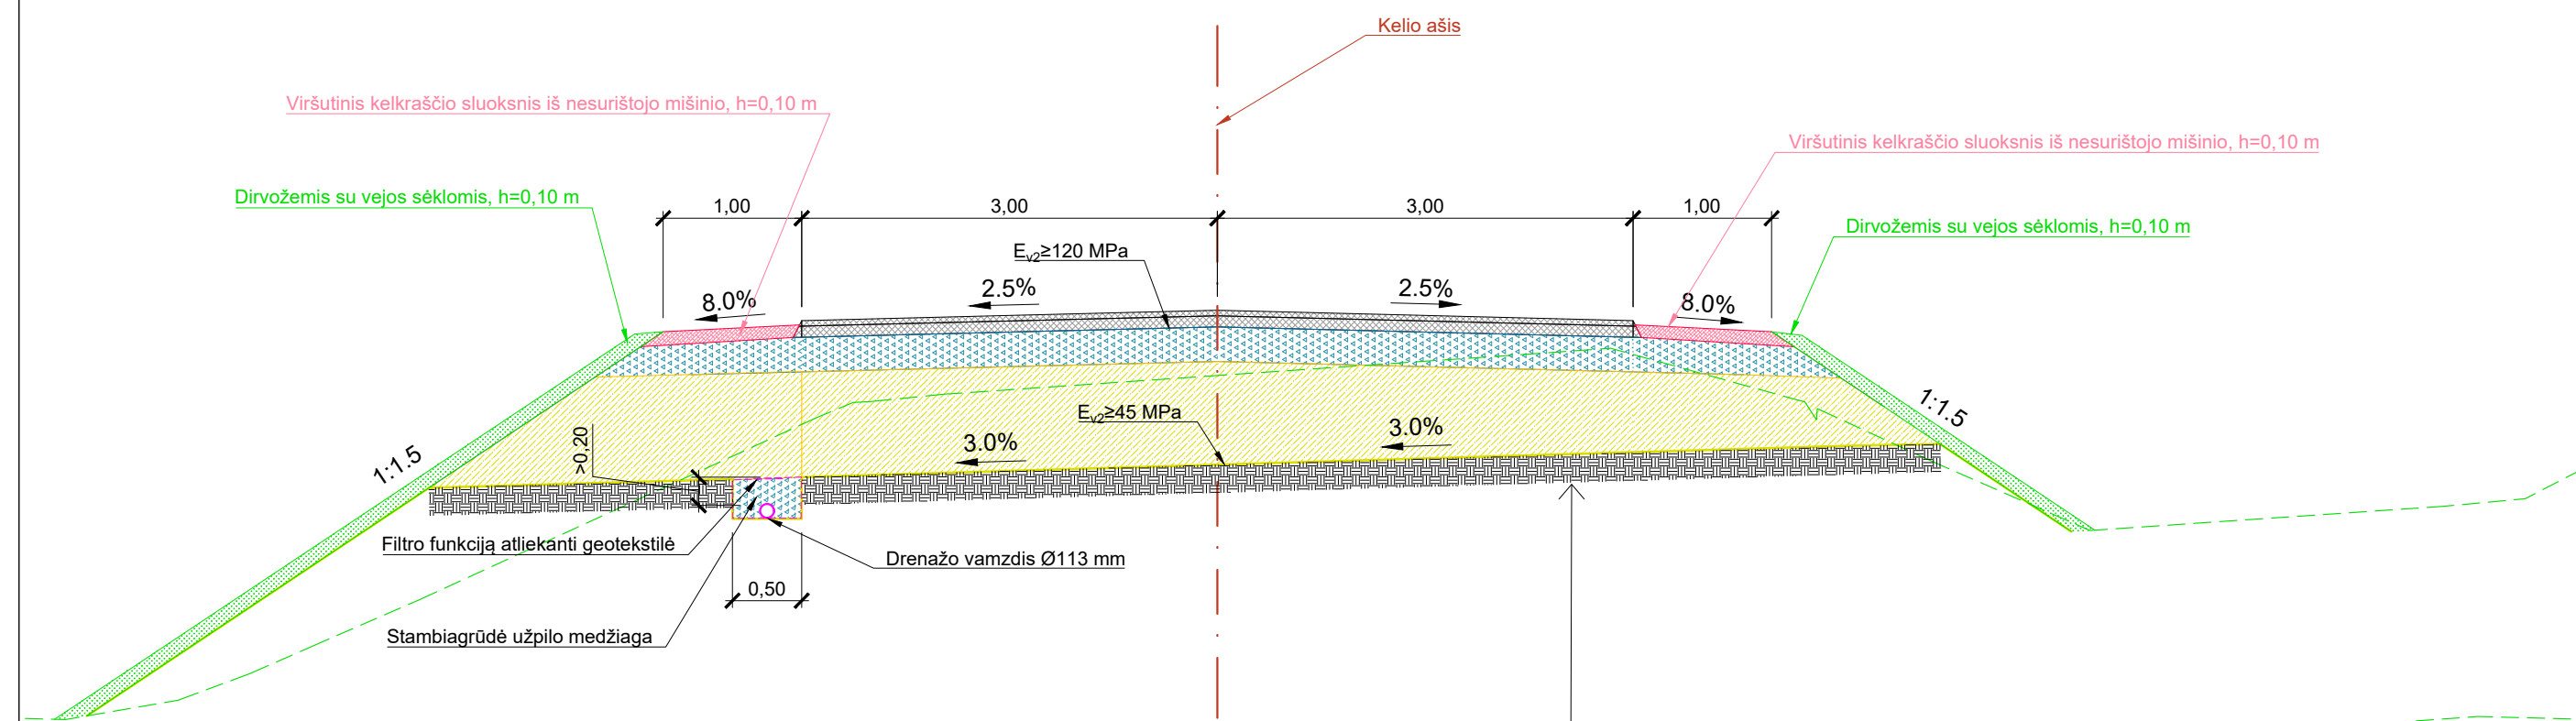 Kelio ašis
Viršutinis kelkraščio sluoksnis iš nesurištojo mišinio, h=0,10 m
Viršutinis kelkraščio sluoksnis iš nesurištojo mišinio, h=0,10 m
Dirvožemis su vejos sėklomis, h=0,10 m
1,00
3,00
3,00
1,00
Dirvožemis su vejos sėklomis, h=0,10 m
Ev2≥120 MPa
8.0%
2.5%
2.5%
8.0%
1:1.5
Ev2≥45 MPa
1:1.5
>0,20
3.0%
3.0%
Filtro funkciją atliekanti geotekstilė
Drenažo vamzdis Ø113 mm
0,50
Stambiagrūdė užpilo medžiaga